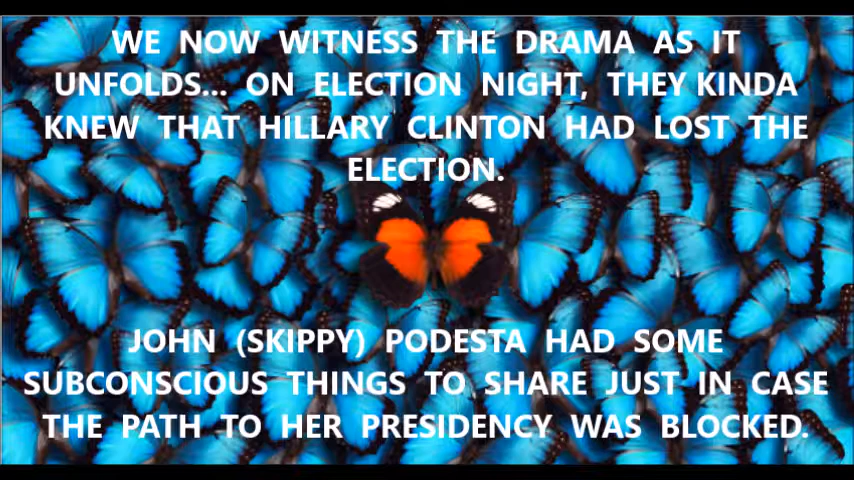 WE NOW WITNESS THE DRAMA AS IT
UNFOLDS... ON ELECTION NIGHT, THEY KINDA
KNEW THAT HILLARY CLINTON HAD LOST THE
ELECTION.
JOHN (SKIPPY) PODESTA HAD SOME
SUBCONSCIOUS THINGS TO SHARE JUST IN CASE
THE PATH TO HER PRESIDENCY WAS BLOCKED.